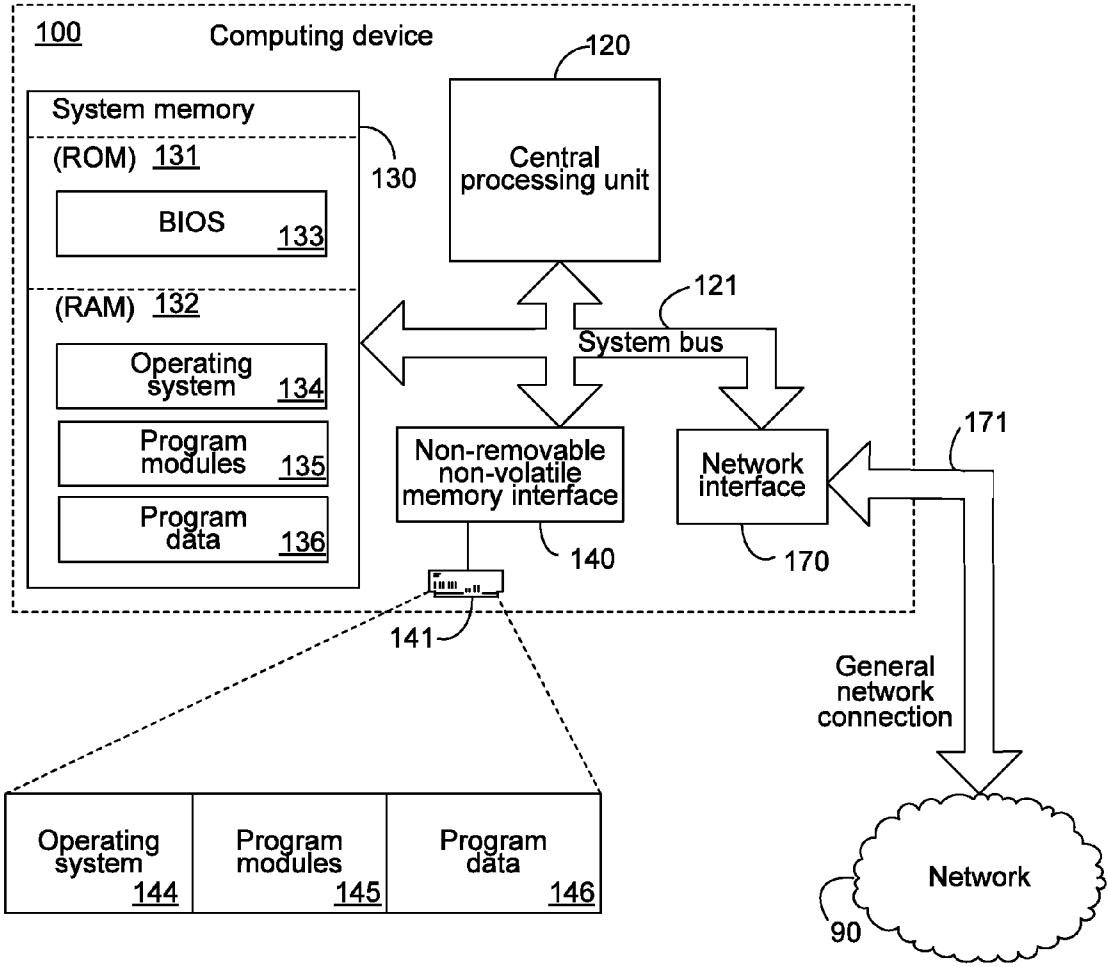 100
Computing device
120
System memory
(ROM) 131
130
BIOS
133
Central
processing unit
(RAM) 132
121
System bus
Operating
system
134
Program
modules
135
Program
data
136
Non-removable
non-volatile
memory interface
140
Network
interface
170
171
141
General
network
connection
Operating
system
144
Program
modules
145
Program
data
146
Network
90